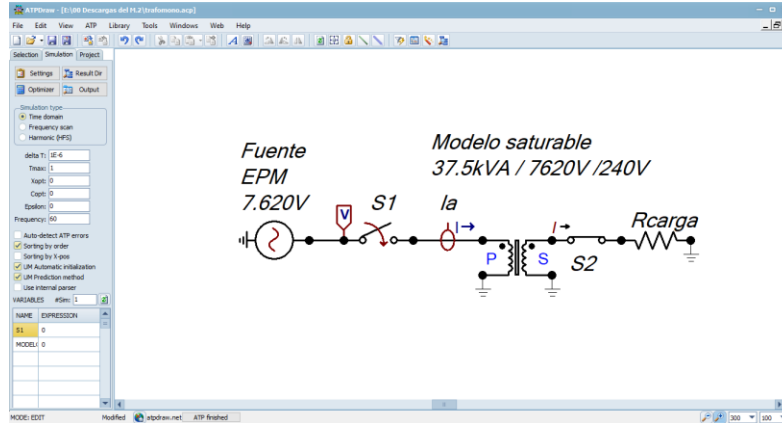 ATPDraw - [E:\00 Descargas del M.2\trafomono.acp]
File Edit View ATP Library Tools Windows Web Help
Selection Simulation Project
Settings Result Dir
Optimizer Output
Simulation type
Time domain
Frequency scan
Harmonic (HFS)
delta T: 1E-6
Tmax: 1
Xopt: 0
Copt: 0
Epsilon: 0
Frequency: 60
Auto-detect ATP errors
Sorting by order
Sorting by X-pos
UM Automatic initialization
UM Prediction method
Use internal parser
VARIABLES #Sim: 1
NAME EXPRESSION
S1 0
MODEL 0
Fuente
EPM
7.620V
V
S1
Ia
I
Modelo saturable
37.5kVA / 7620V /240V
P
S
I
S2
Rcarga
MODE: EDIT Modified atpdraw.net ATP finished 300 100